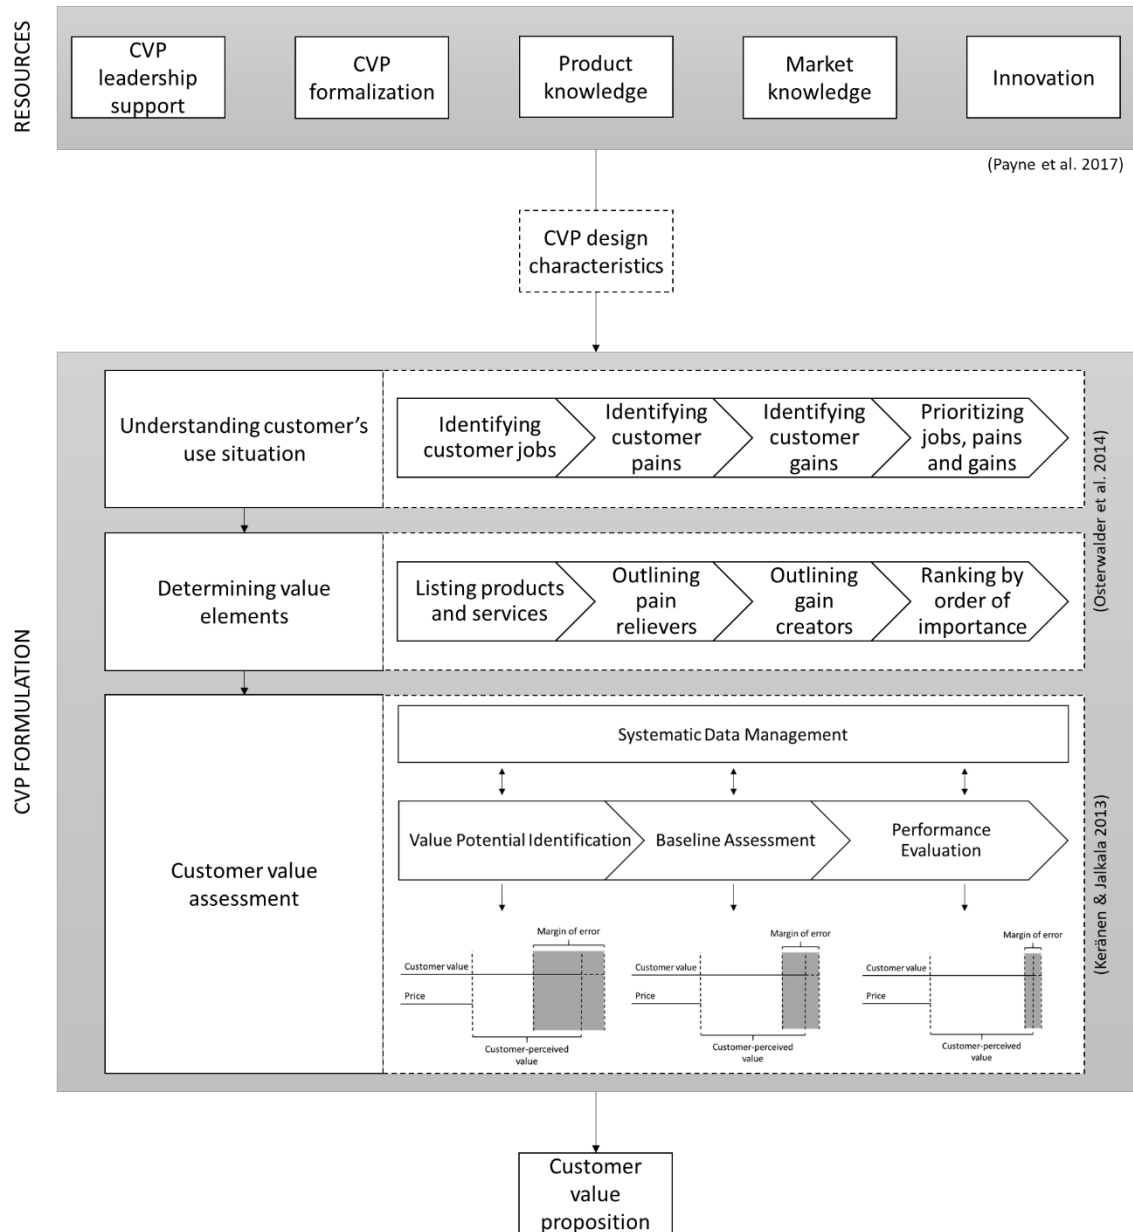 RESOURCES
CVP
leadership
support
CVP
formalization
Product
knowledge
Market
knowledge
Innovation
(Payne et al. 2017)
CVP design
characteristics
CVP FORMULATION
Understanding customer's
use situation
Identifying
customer jobs
Identifying
customer
pains
Identifying
customer
gains
Prioritizing
jobs, pains
and gains
(Osterwalder et al. 2014)
Determining value
elements
Listing products
and services
Outlining
pain
relievers
Outlining
gain
creators
Ranking by
order of
importance
Customer value
assessment
Systematic Data Management
Value Potential Identification
Baseline Assessment
Performance
Evaluation
(Keränen & Jalkala 2013)
Margin of error
Customer value
Price
Customer-perceived
value
Margin of error
Customer value
Price
Customer-perceived
value
Margin of error
Customer value
Price
Customer-perceived
value
Customer
value
proposition